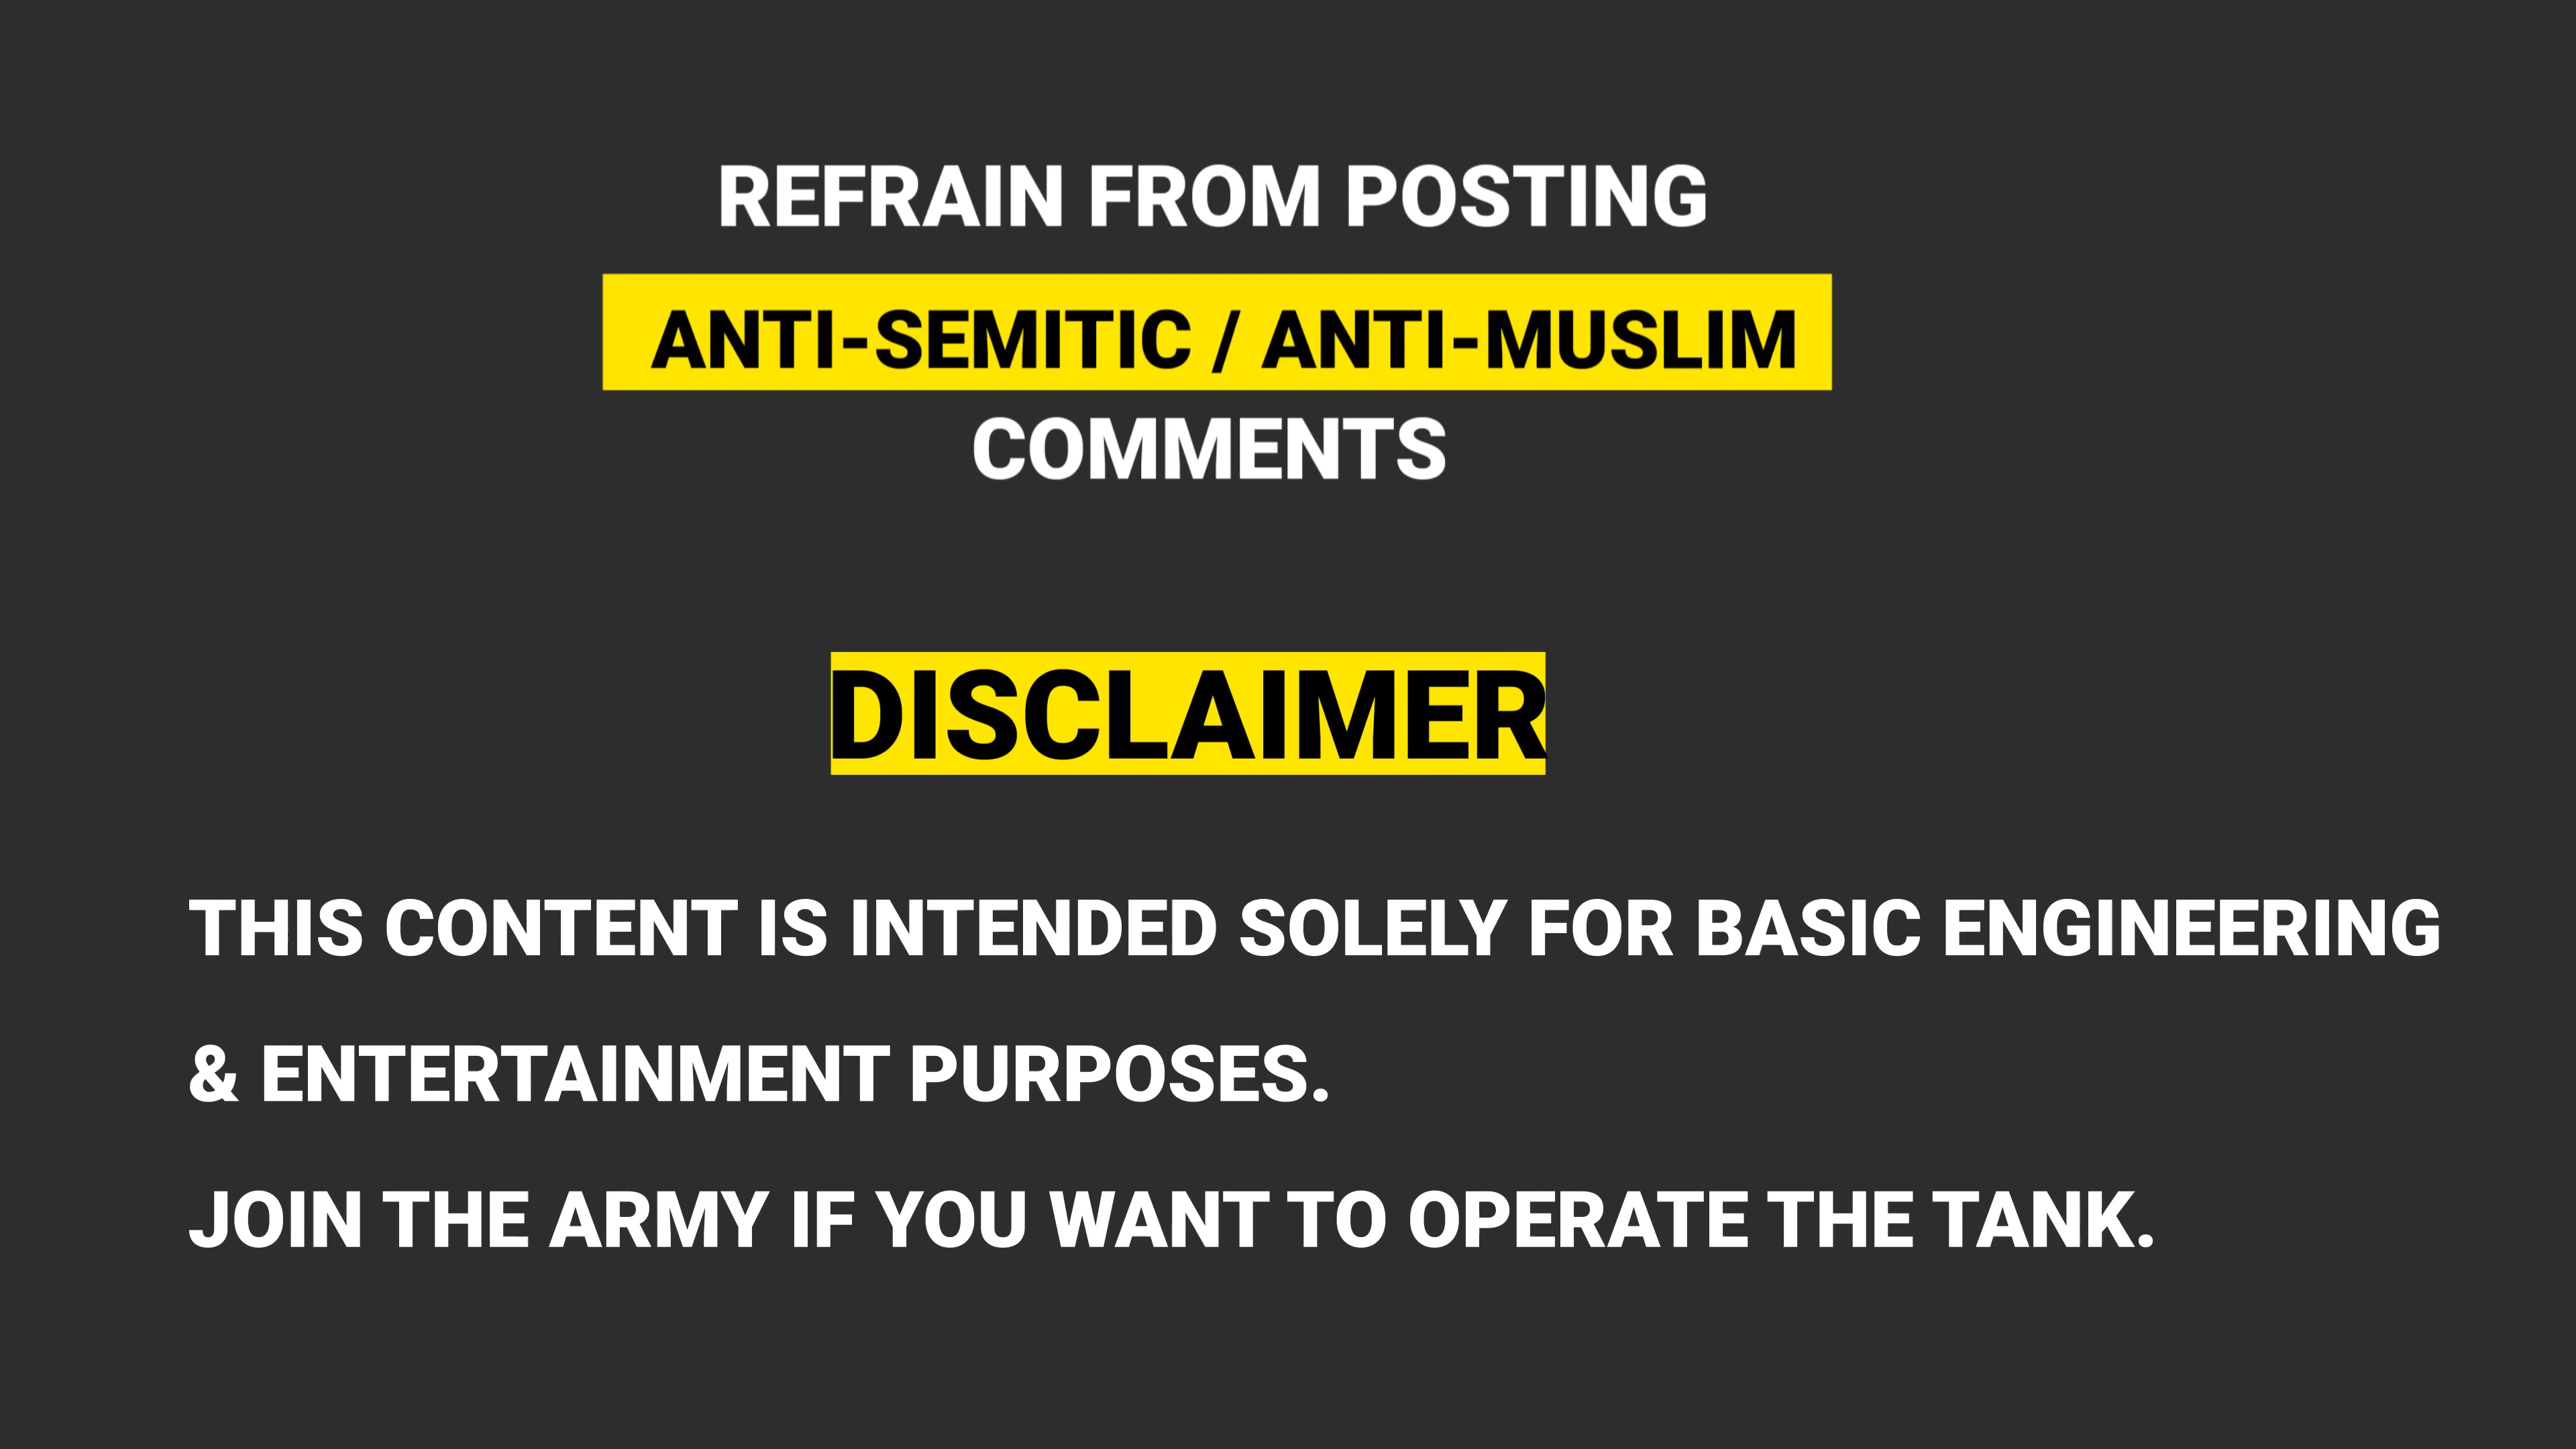 REFRAIN FROM POSTING
ANTI-SEMITIC / ANTI-MUSLIM
COMMENTS
DISCLAIMER
THIS CONTENT IS INTENDED SOLELY FOR BASIC ENGINEERING
& ENTERTAINMENT PURPOSES.
JOIN THE ARMY IF YOU WANT TO OPERATE THE TANK.